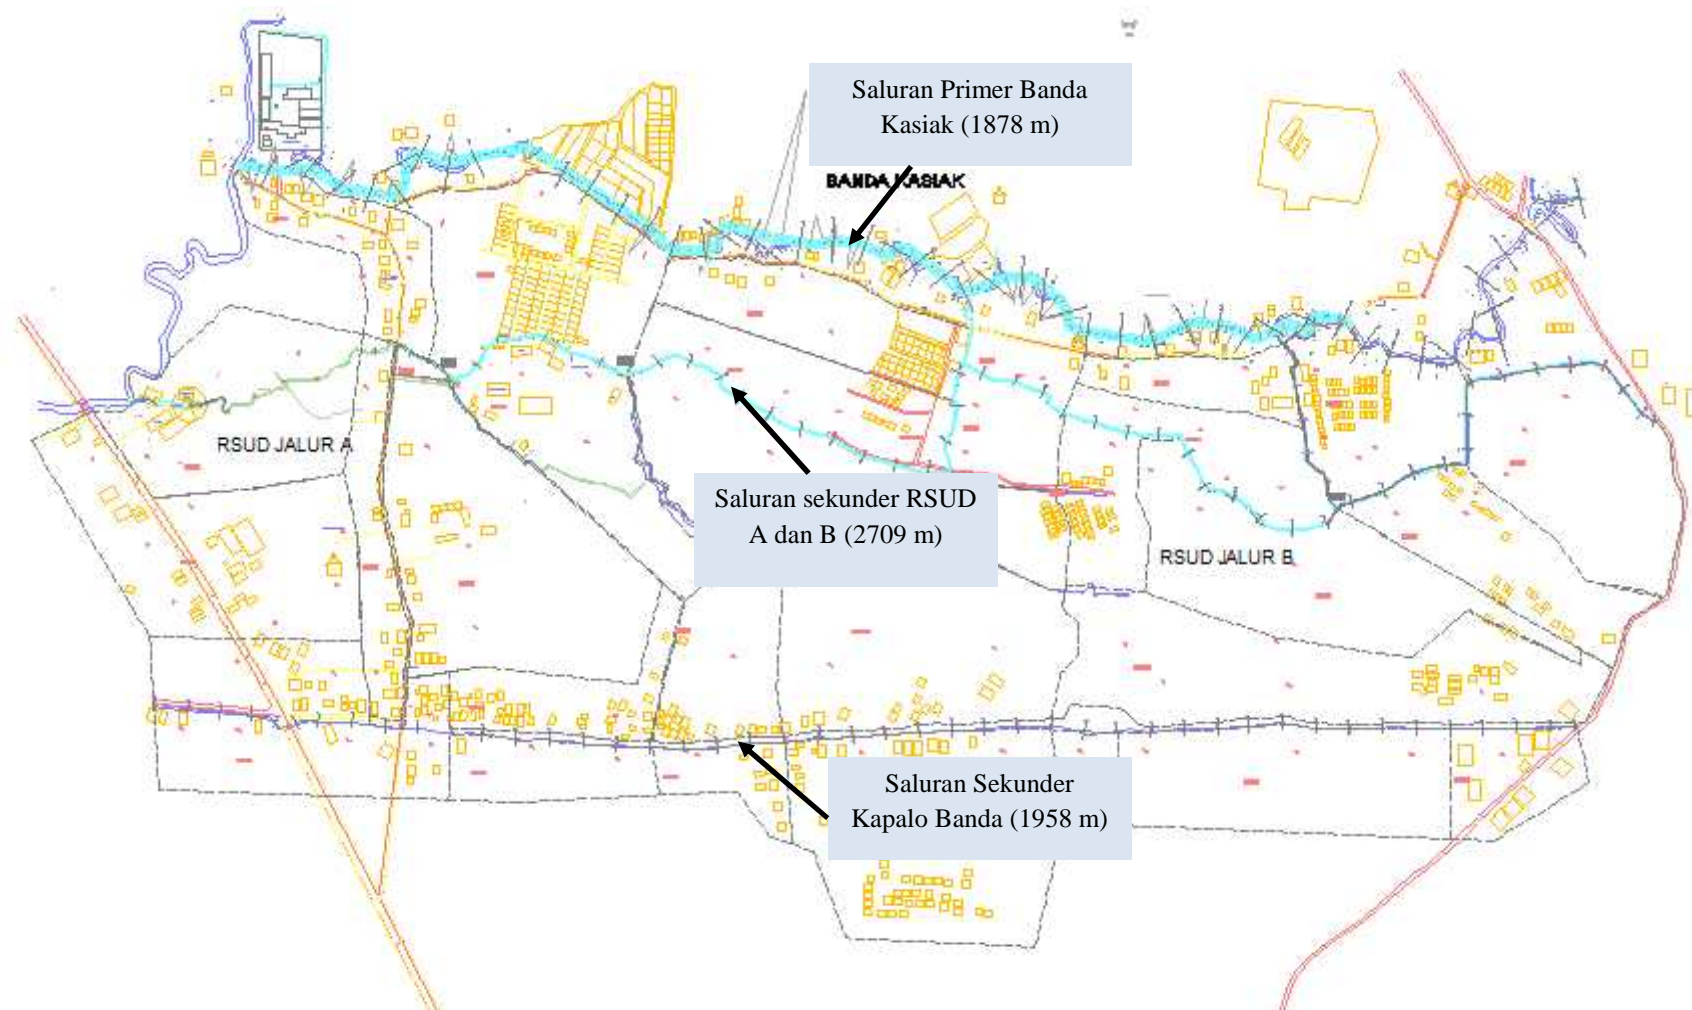 Saluran Primer Banda
Kasiak (1878 m)
BANDA KASIAK
RSUD JALUR A
Saluran sekunder RSUD
A dan B (2709 m)
RSUD JALUR B
Saluran Sekunder
Kapalo Banda (1958 m)